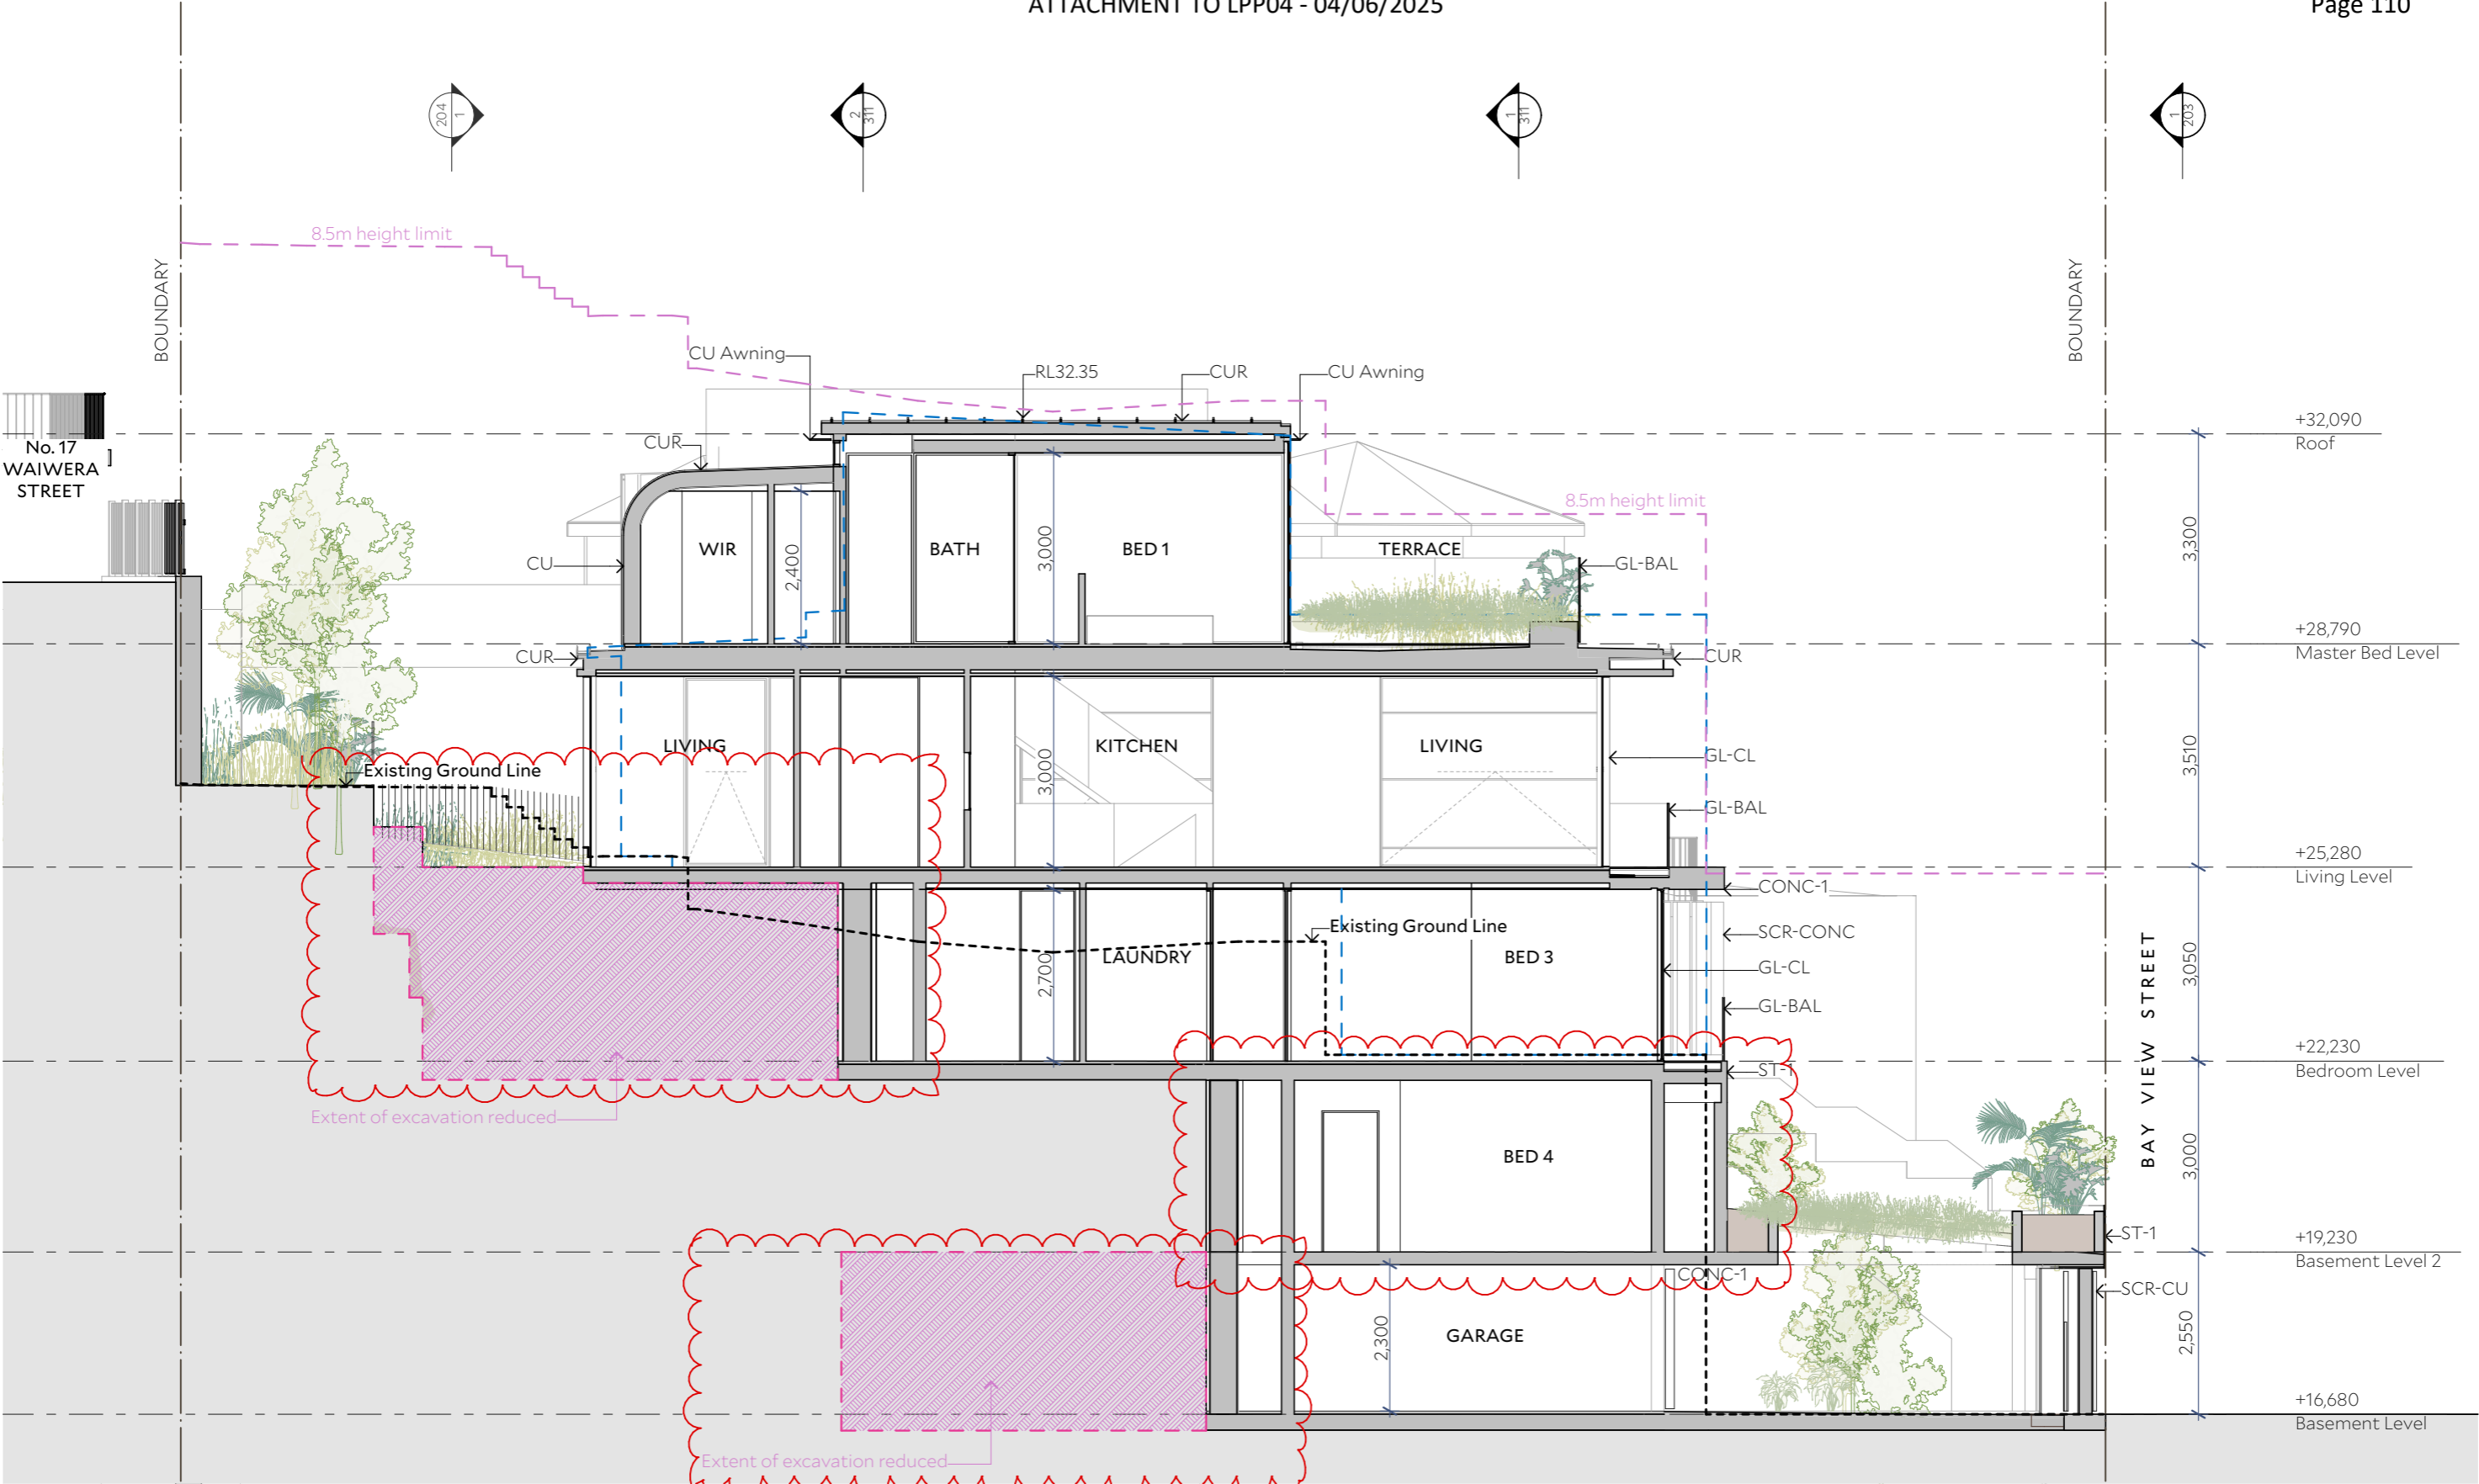 ATTACHMENT TO LPP04 - 04/06/2025
Page 110
204
1
2
311
1
311
1
203
8.5m height limit
BOUNDARY
BOUNDARY
CU Awning
RL32.35
CUR
CU Awning
+32,090
Roof
No. 17
WAIWERA
STREET
CUR
8.5m height limit
3,300
WIR
BATH
BED 1
TERRACE
CU
2,400
3,000
GL-BAL
+28,790
Master Bed Level
CUR
CUR
LIVING
KITCHEN
LIVING
GL-CL
3,000
3,510
Existing Ground Line
GL-BAL
+25,280
Living Level
CONC-1
Existing Ground Line
SCR-CONC
LAUNDRY
BED 3
GL-CL
2,700
3,050
GL-BAL
BAY VIEW STREET
+22,230
Bedroom Level
ST-1
Extent of excavation reduced
BED 4
3,000
ST-1
+19,230
Basement Level 2
CONC-1
SCR-CU
GARAGE
2,300
2,550
+16,680
Basement Level
Extent of excavation reduced